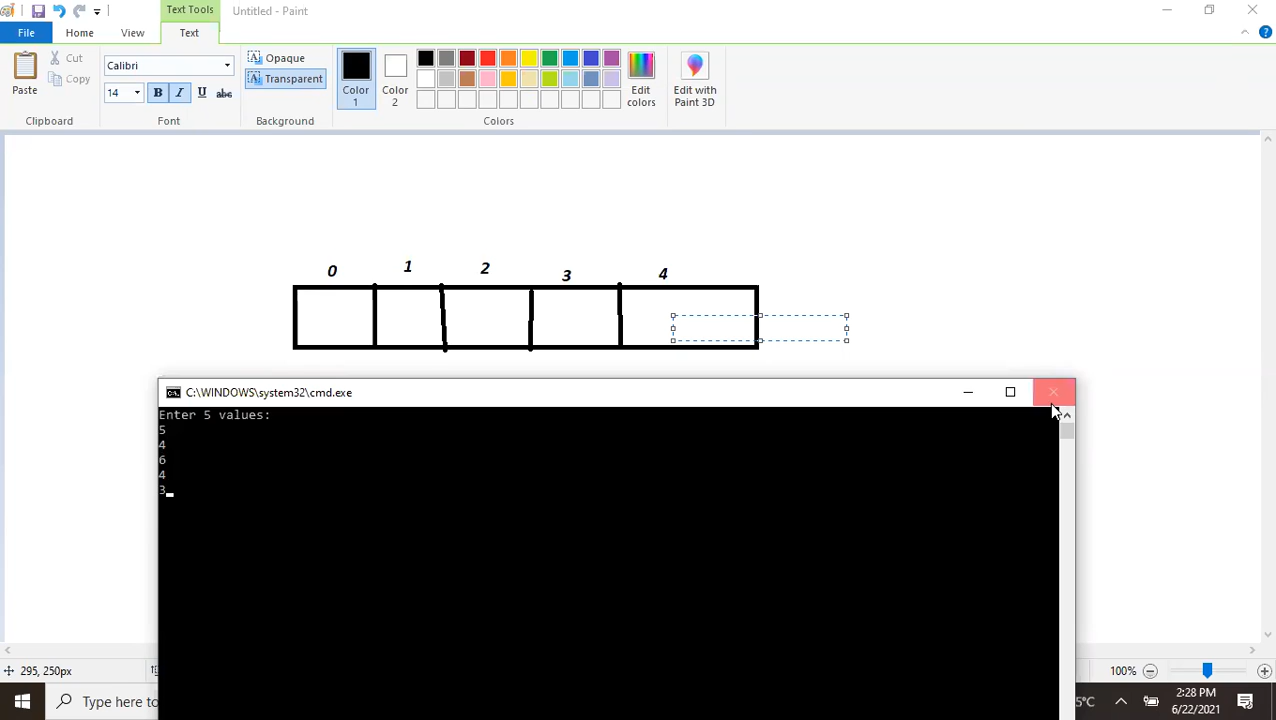 Text Tools
Untitled - Paint
File
Home
View
Text
Paste
Cut
Copy
Clipboard
Calibri
14
B I U abc
Font
Opaque
Transparent
Background
Color 1
Color 2
Edit colors
Colors
Edit with Paint 3D
0 1 2 3 4
C:\WINDOWS\system32\cmd.exe
Enter 5 values:
5
4
6
4
3
295, 250px
100%
Type here to
5°C
2:28 PM
6/22/2021